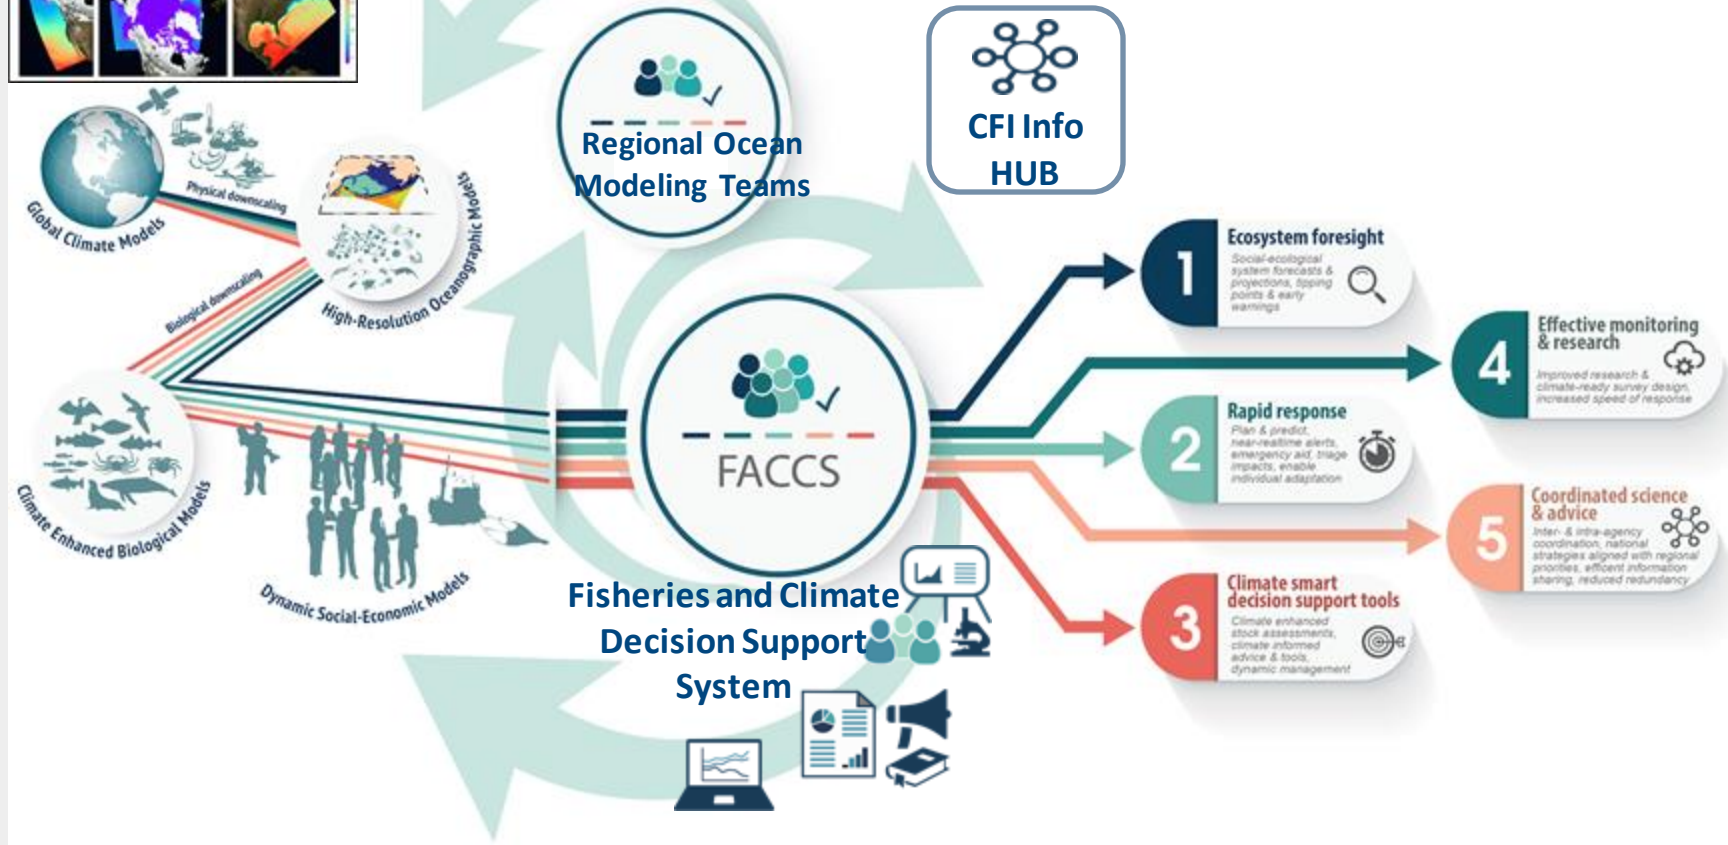 Regional Ocean
Modeling Teams
CFI Info
HUB
Global Climate Models
Physical downscaling
High-Resolution Oceanographic Models
Biological downscaling
Climate Enhanced Biological Models
Dynamic Social-Economic Models
FACCS
Fisheries and Climate
Decision Support
System
1
Ecosystem foresight
Social-ecological
system forecasts &
projections, tipping
points & early
warnings
4
Effective monitoring
& research
Improved research &
climate-ready survey design,
increased speed of response
2
Rapid response
Plan & predict,
near-realtime alerts,
emergency aid, triage
impacts, enable
individual adaptation
5
Coordinated science
& advice
Inter- & intra-agency
coordination, national
strategies aligned with regional
priorities, efficent information
sharing, reduced redundancy
3
Climate smart
decision support tools
Climate enhanced
stock assessments,
climate informed
advice & tools,
dynamic management